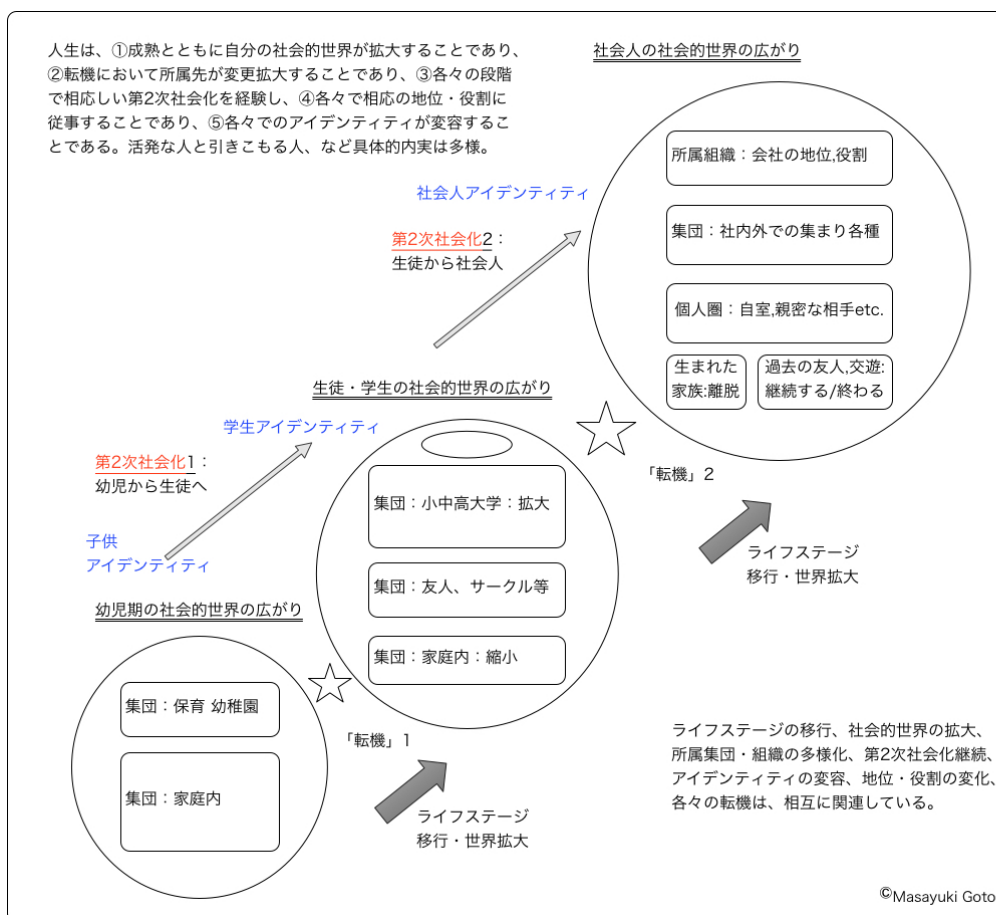 人生は、①成熟とともに自分の社会的世界が拡大することであり、
②転機において所属先が変更拡大することであり、③各々の段階
で相応しい第2次社会化を経験し、④各々で相応の地位・役割に
従事することであり、⑤各々でのアイデンティティが変容するこ
とである。活発な人と引きこもる人、など具体的内実は多様。
社会人の社会的世界の広がり
所属組織：会社の地位,役割
集団：社内外での集まり各種
個人圏：自室,親密な相手etc.
生まれた
家族:離脱
過去の友人,交遊:
継続する/終わる
社会人アイデンティティ
第2次社会化2：
生徒から社会人
生徒・学生の社会的世界の広がり
学生アイデンティティ
第2次社会化1：
幼児から生徒へ
子供
アイデンティティ
集団：小中高大学：拡大
集団：友人、サークル等
集団：家庭内：縮小
「転機」2
ライフステージ
移行・世界拡大
幼児期の社会的世界の広がり
集団：保育 幼稚園
集団：家庭内
「転機」1
ライフステージ
移行・世界拡大
ライフステージの移行、社会的世界の拡大、
所属集団・組織の多様化、第2次社会化継続、
アイデンティティの変容、地位・役割の変化、
各々の転機は、相互に関連している。
©Masayuki Goto